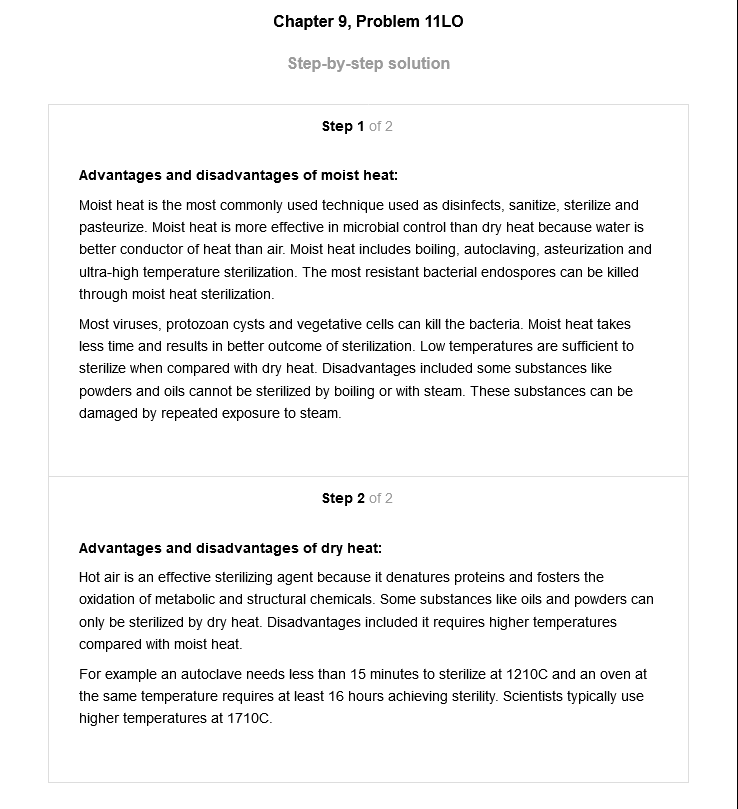 Chapter 9, Problem 11LO
Step-by-step solution
Step 1 of 2
Advantages and disadvantages of moist heat:
Moist heat is the most commonly used technique used as disinfects, sanitize, sterilize and
pasteurize. Moist heat is more effective in microbial control than dry heat because water is
better conductor of heat than air. Moist heat includes boiling, autoclaving, asteurization and
ultra-high temperature sterilization. The most resistant bacterial endospores can be killed
through moist heat sterilization.
Most viruses, protozoan cysts and vegetative cells can kill the bacteria. Moist heat takes
less time and results in better outcome of sterilization. Low temperatures are sufficient to
sterilize when compared with dry heat. Disadvantages included some substances like
powders and oils cannot be sterilized by boiling or with steam. These substances can be
damaged by repeated exposure to steam.
Step 2 of 2
Advantages and disadvantages of dry heat:
Hot air is an effective sterilizing agent because it denatures proteins and fosters the
oxidation of metabolic and structural chemicals. Some substances like oils and powders can
only be sterilized by dry heat. Disadvantages included it requires higher temperatures
compared with moist heat.
For example an autoclave needs less than 15 minutes to sterilize at 1210C and an oven at
the same temperature requires at least 16 hours achieving sterility. Scientists typically use
higher temperatures at 1710C.